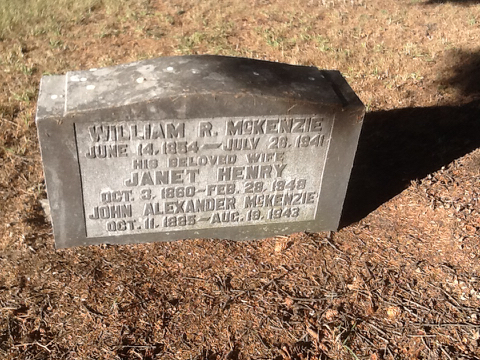 WILLIAM R. MCKENZIE
JUNE 14. 1854 — JULY 28. 1941
HIS BELOVED WIFE
JANET HENRY
OCT. 3. 1860 — FEB. 28. 1948
JOHN ALEXANDER MCKENZIE
OCT. 11. 1885 — AUG. 19. 1943